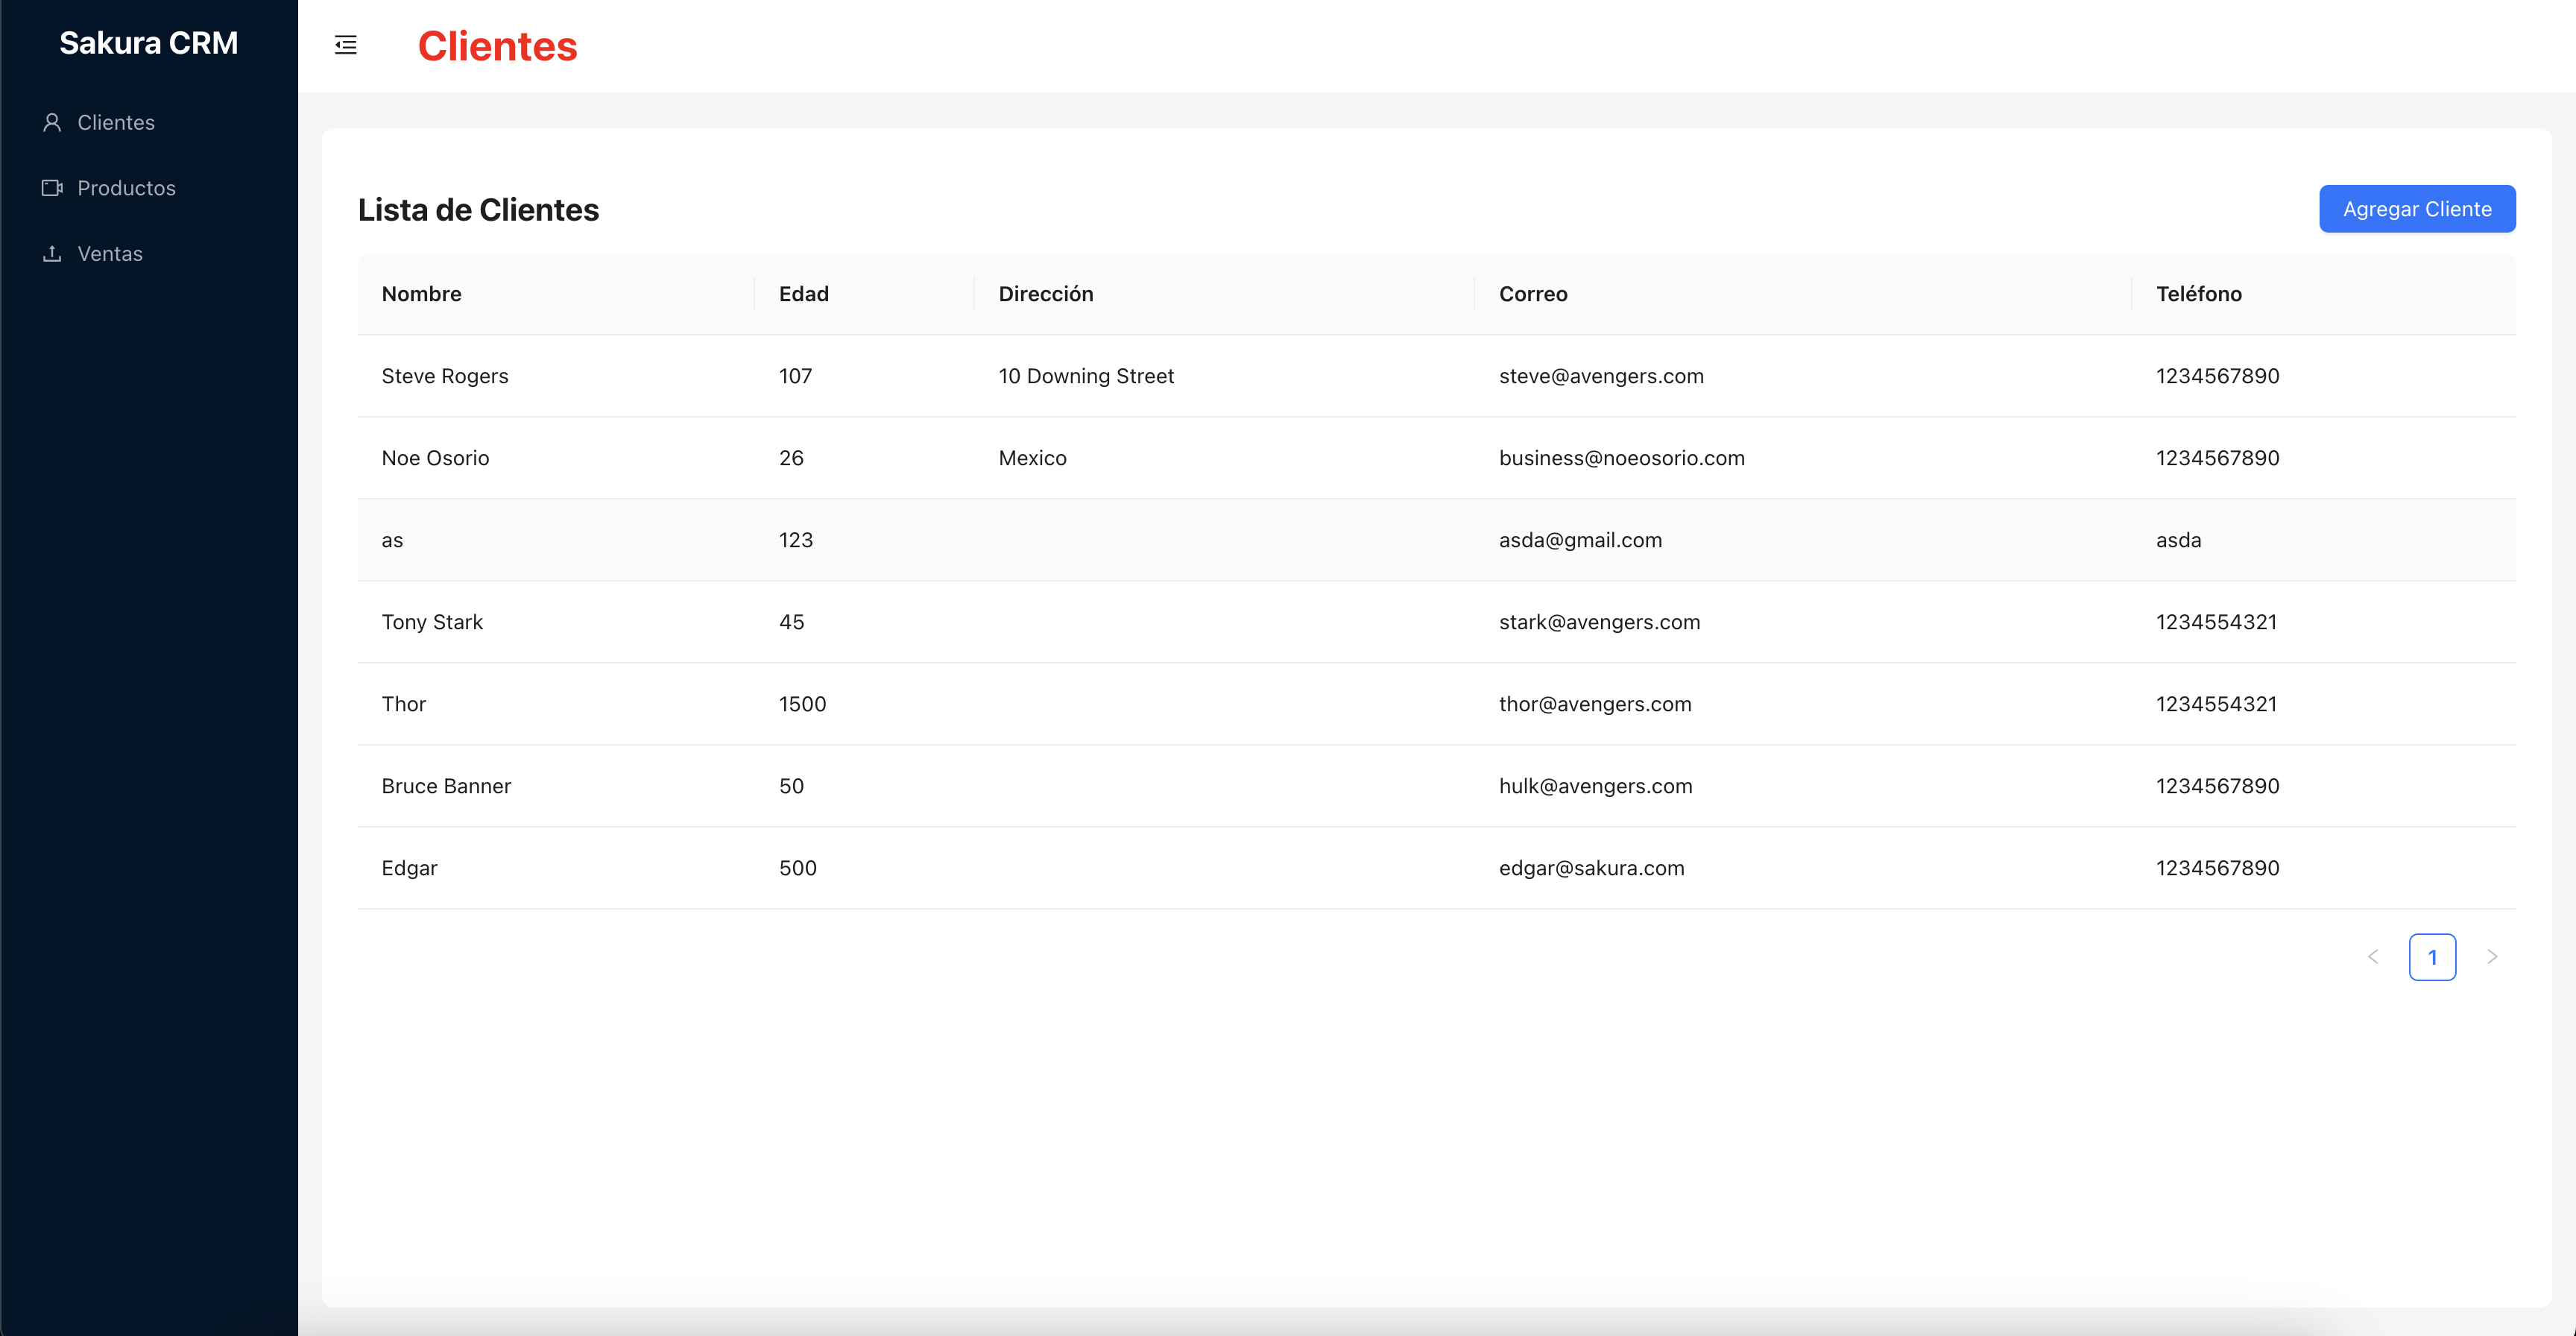 Sakura CRM
Clientes
Clientes
Productos
Ventas
Lista de Clientes
Agregar Cliente
Nombre Edad Dirección Correo Teléfono
Steve Rogers 107 10 Downing Street steve@avengers.com 1234567890
Noe Osorio 26 Mexico business@noeosorio.com 1234567890
as 123 asda@gmail.com asda
Tony Stark 45 stark@avengers.com 1234554321
Thor 1500 thor@avengers.com 1234554321
Bruce Banner 50 hulk@avengers.com 1234567890
Edgar 500 edgar@sakura.com 1234567890
1